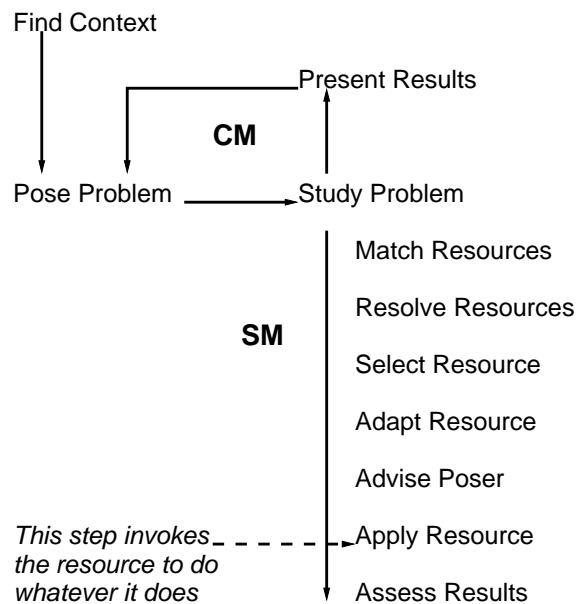 Find Context
Present Results
CM
Pose Problem
Study Problem
Match Resources
Resolve Resources
SM
Select Resource
Adapt Resource
Advise Poser
This step invokes
the resource to do
whatever it does
Apply Resource
Assess Results